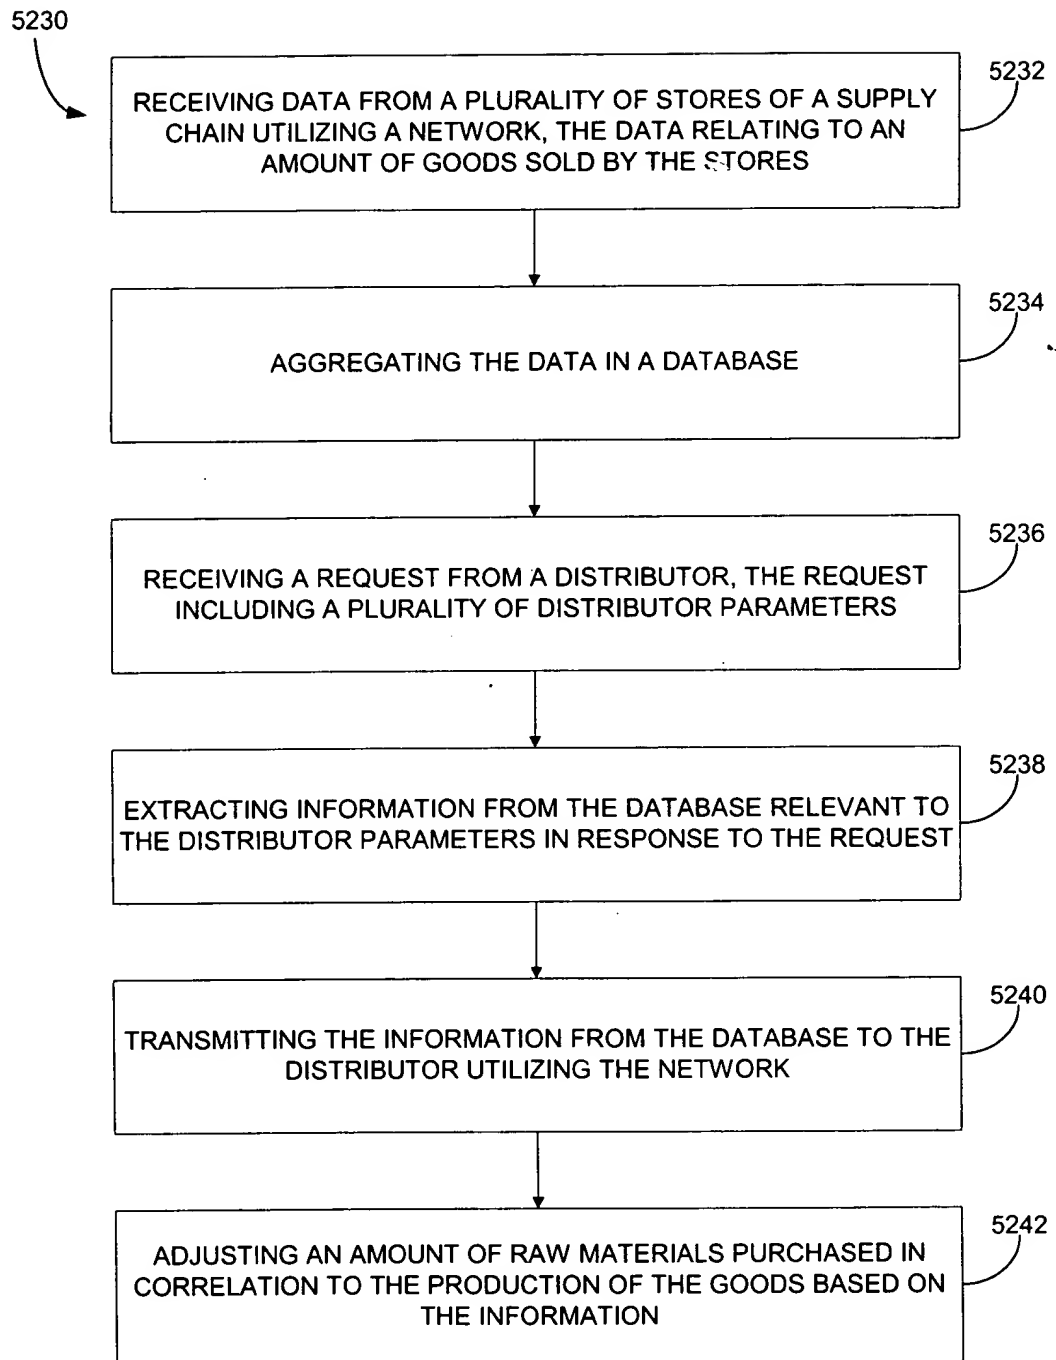 5230
5232
RECEIVING DATA FROM A PLURALITY OF STORES OF A SUPPLY
CHAIN UTILIZING A NETWORK, THE DATA RELATING TO AN
AMOUNT OF GOODS SOLD BY THE STORES
5234
AGGREGATING THE DATA IN A DATABASE
5236
RECEIVING A REQUEST FROM A DISTRIBUTOR, THE REQUEST
INCLUDING A PLURALITY OF DISTRIBUTOR PARAMETERS
5238
EXTRACTING INFORMATION FROM THE DATABASE RELEVANT TO
THE DISTRIBUTOR PARAMETERS IN RESPONSE TO THE REQUEST
5240
TRANSMITTING THE INFORMATION FROM THE DATABASE TO THE
DISTRIBUTOR UTILIZING THE NETWORK
5242
ADJUSTING AN AMOUNT OF RAW MATERIALS PURCHASED IN
CORRELATION TO THE PRODUCTION OF THE GOODS BASED ON
THE INFORMATION